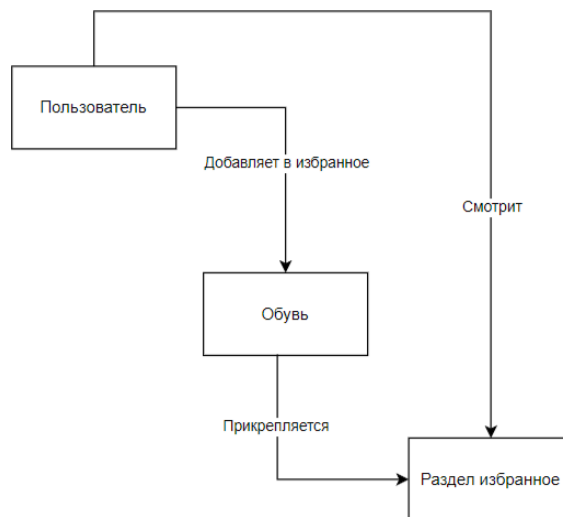 Пользователь
Добавляет в избранное
Смотрит
Обувь
Прикрепляется
Раздел избранное